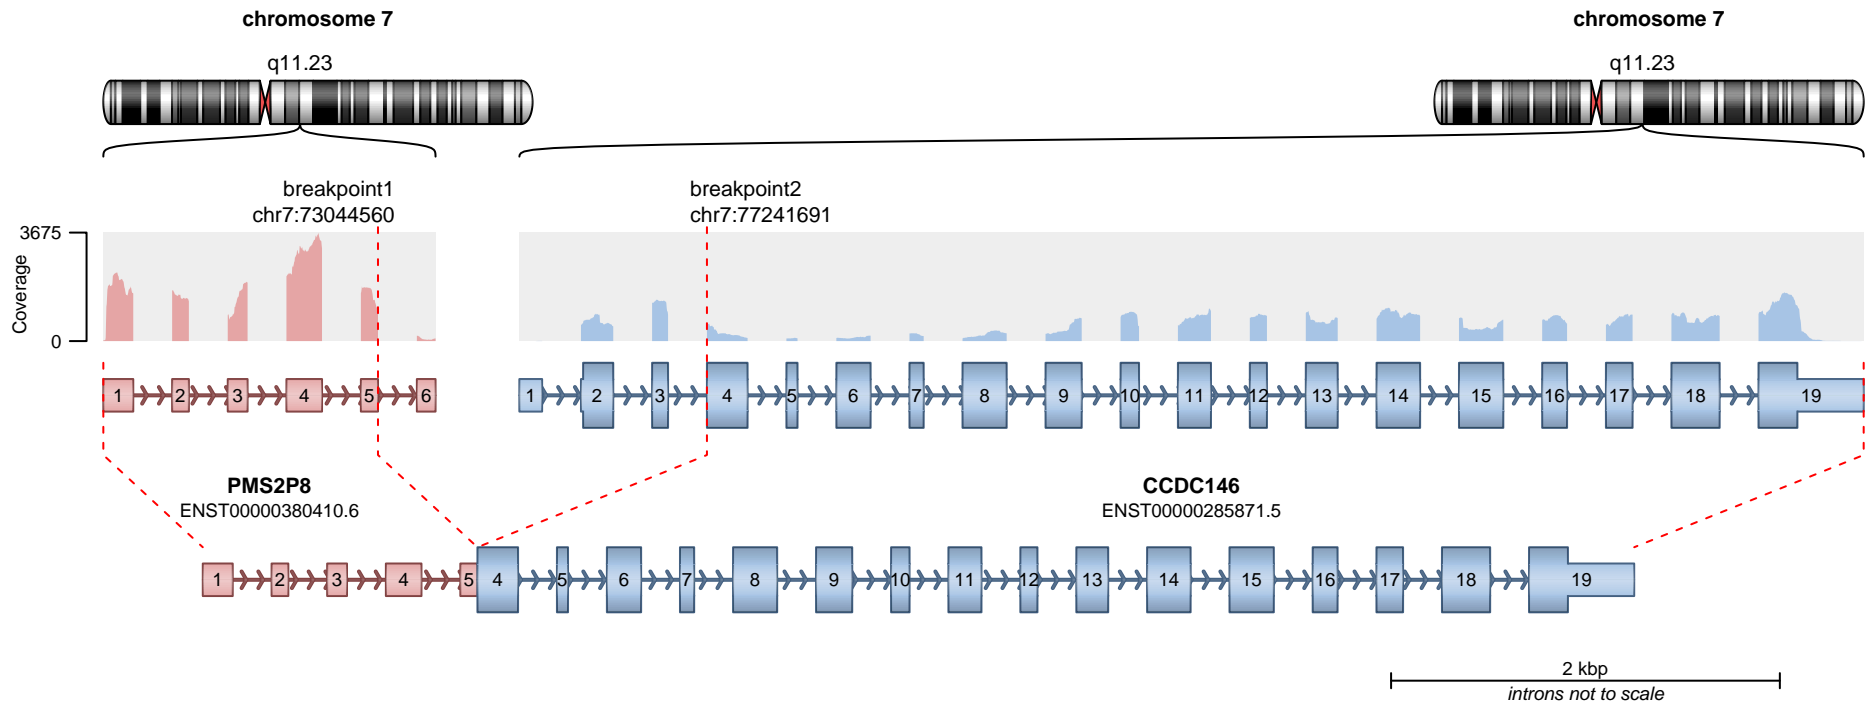 chromosome 7
chromosome 7
q11.23
q11.23
breakpoint1
chr7:73044560
breakpoint2
chr7:77241691
3675
Coverage
0
1 2 3 4 5 6
1 2 3 4 5 6 7 8 9 10 11 12 13 14 15 16 17 18 19
PMS2P8
ENST00000380410.6
CCDC146
ENST00000285871.5
1 2 3 4 5 4 5 6 7 8 9 10 11 12 13 14 15 16 17 18 19
2 kbp
introns not to scale